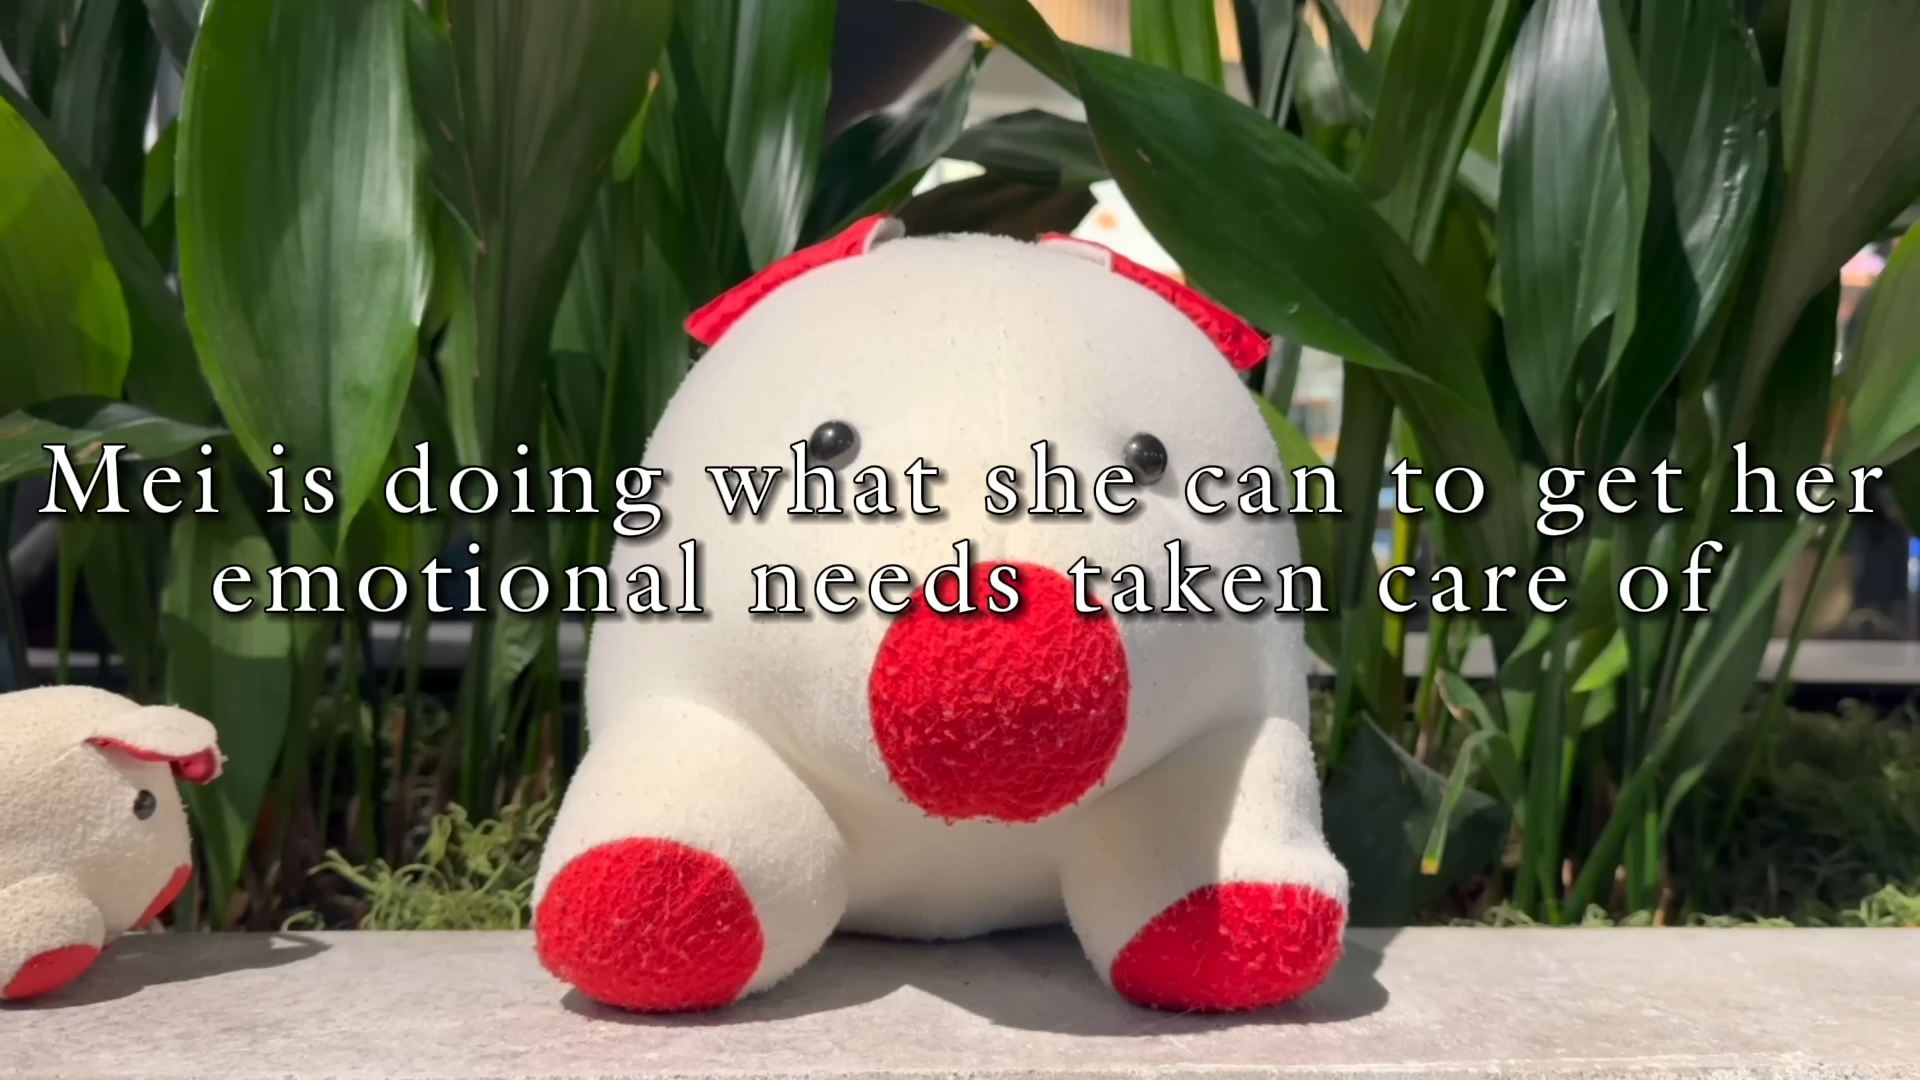 Mei is doing what she can to get her
emotional needs taken care of